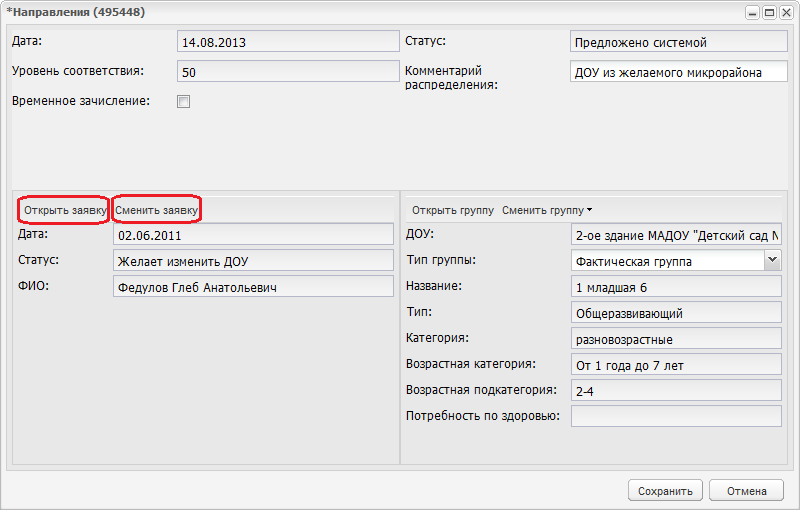 *Направления (495448)
Дата: 14.08.2013 Статус: Предложено системой
Уровень соответствия: 50 Комментарий распределения: ДОУ из желаемого микрорайона
Временное зачисление:
Открыть заявку Сменить заявку
Дата: 02.06.2011
Статус: Желает изменить ДОУ
ФИО: Федулов Глеб Анатольевич
Открыть группу Сменить группу
ДОУ: 2-ое здание МАДОУ "Детский сад
Тип группы: Фактическая группа
Название: 1 младшая 6
Тип: Общеразвивающий
Категория: разновозрастные
Возрастная категория: От 1 года до 7 лет
Возрастная подкатегория: 2-4
Потребность по здоровью:
Сохранить Отмена